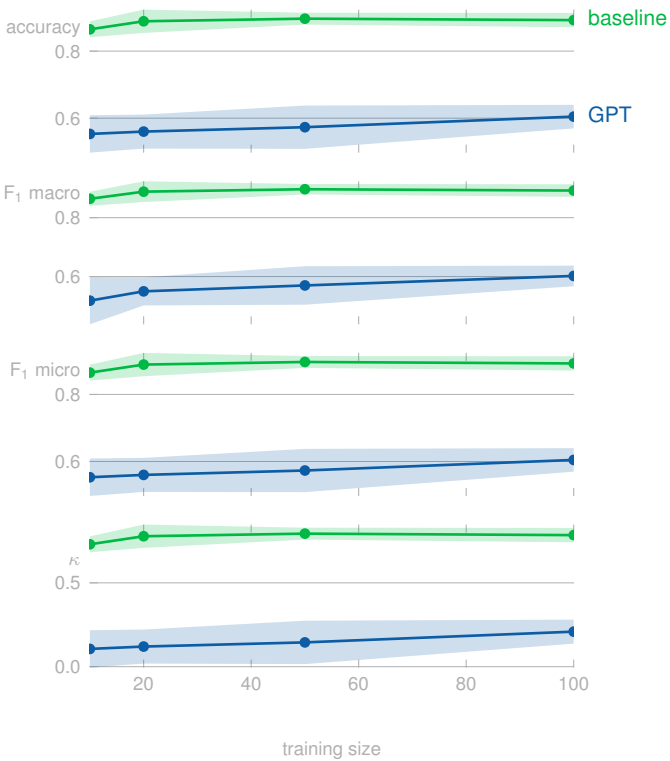 accuracy
baseline
0.8
0.6
GPT
F₁ macro
0.8
0.6
F₁ micro
0.8
0.6
κ
0.5
0.0
20 40 60 80 100
training size